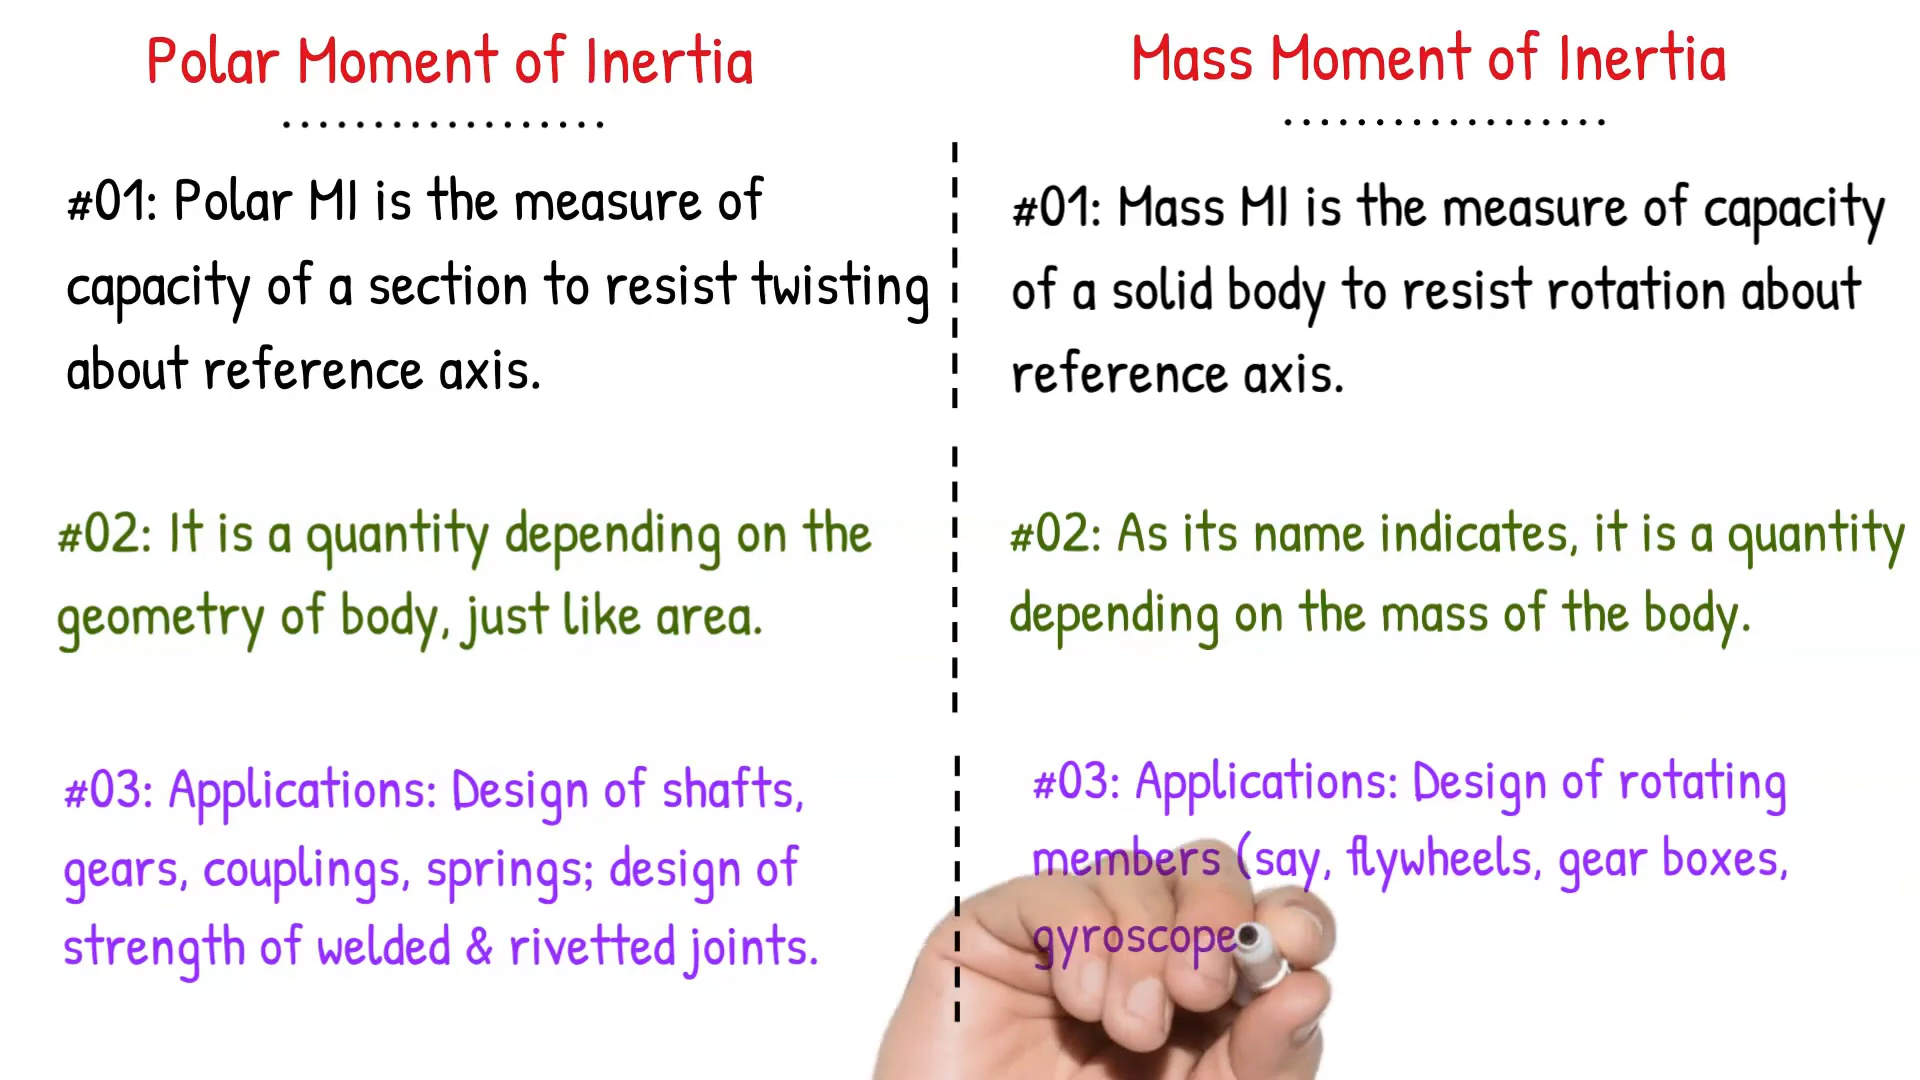 Polar Moment of Inertia
#01: Polar MI is the measure of
capacity of a section to resist twisting
about reference axis.
#02: It is a quantity depending on the
geometry of body, just like area.
#03: Applications: Design of shafts,
gears, couplings, springs; design of
strength of welded & rivetted joints.
Mass Moment of Inertia
#01: Mass MI is the measure of capacity
of a solid body to resist rotation about
reference axis.
#02: As its name indicates, it is a quantity
depending on the mass of the body.
#03: Applications: Design of rotating
members (say, flywheels, gear boxes,
gyroscope